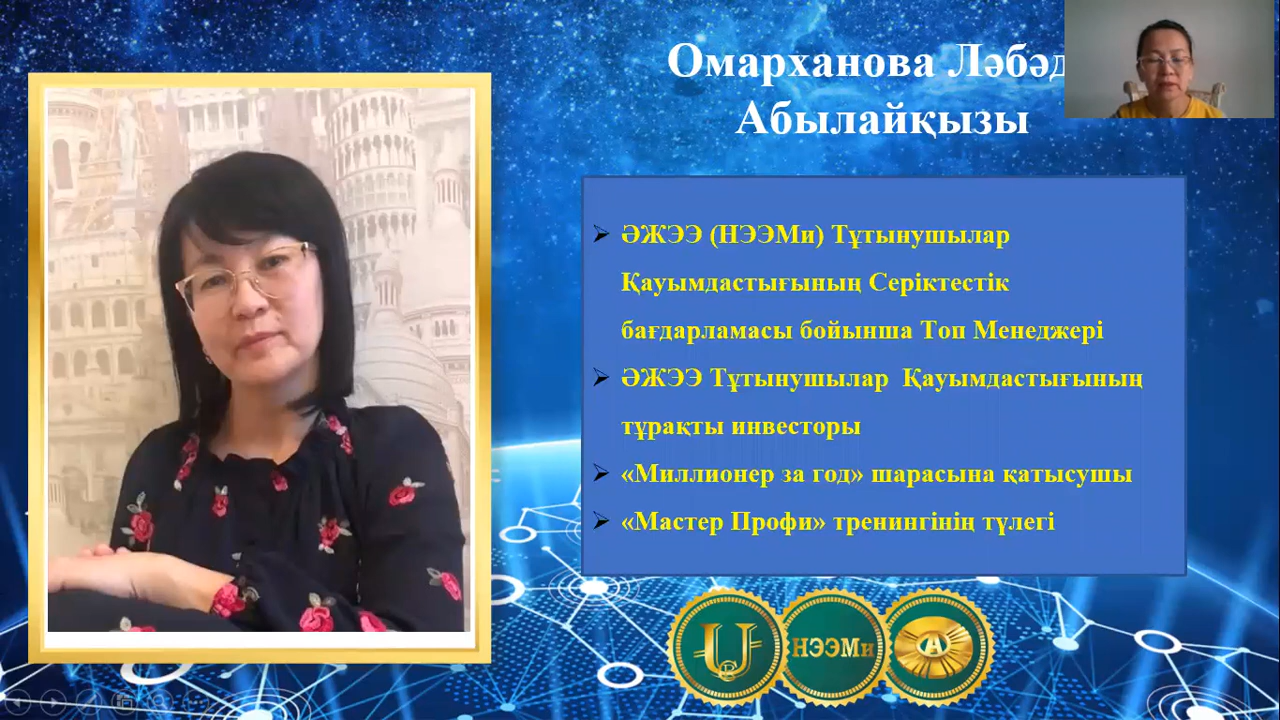 Омарханова Ләбәд
Абылайқызы
ӘЖЭЭ (НЭЭМи) Тұтынушылар
Қауымдастығының Серіктестік
бағдарламасы бойынша Топ Менеджері
ӘЖЭЭ Тұтынушылар Қауымдастығының
тұрақты инвесторы
«Миллионер за год» шарасына қатысушы
«Мастер Профи» тренингінің түлегі
НЭЭМи
А